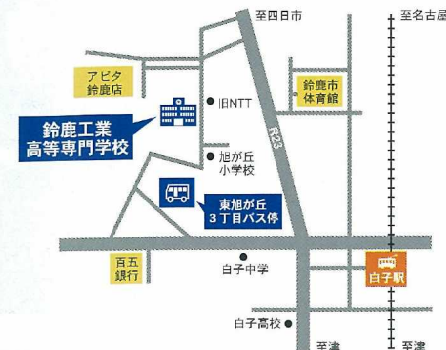 至四日市
至名古屋
アピタ
鈴鹿店
鈴鹿市
体育館
旧NTT
鈴鹿工業
高等専門学校
R23
旭が丘
小学校
東旭が丘
3丁目バス停
百五
銀行
白子中学
白子駅
白子高校
至津
至津